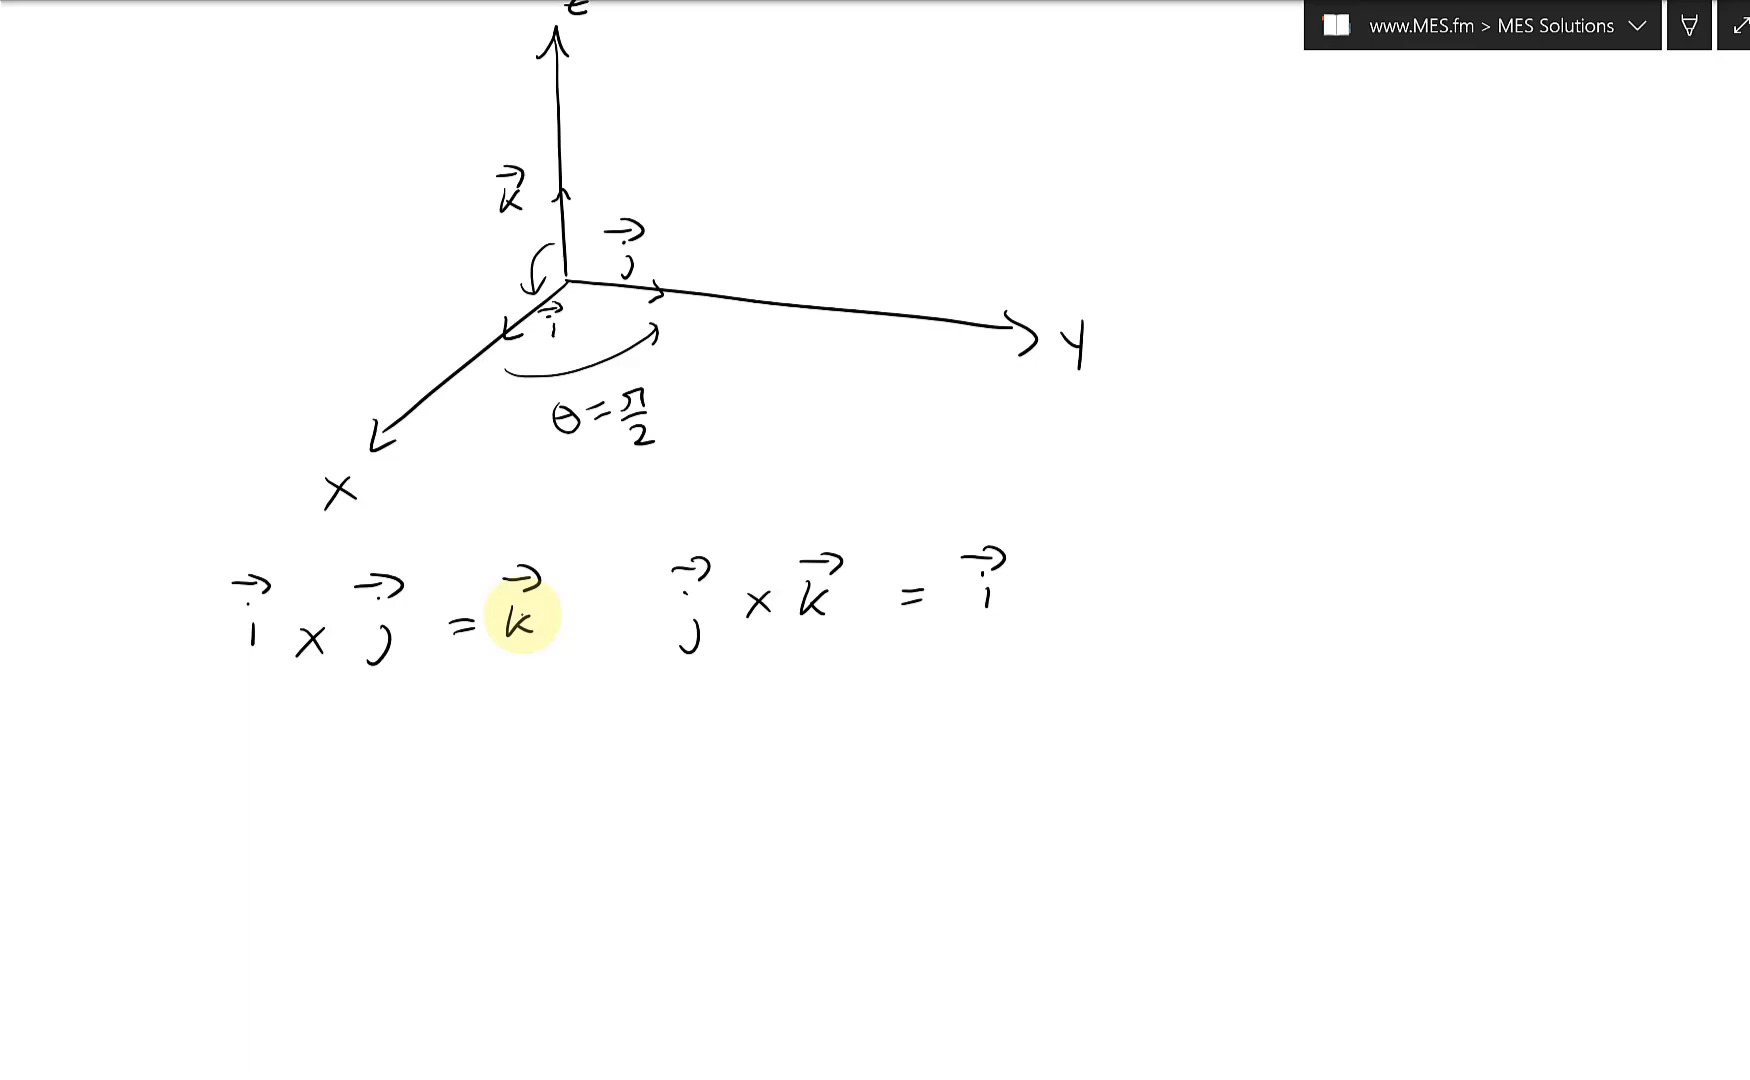 www.MES.fm > MES Solutions
k⃗
j⃗
i⃗
y
θ = π/2
x
i⃗ × j⃗ = k⃗
j⃗ × k⃗ = i⃗